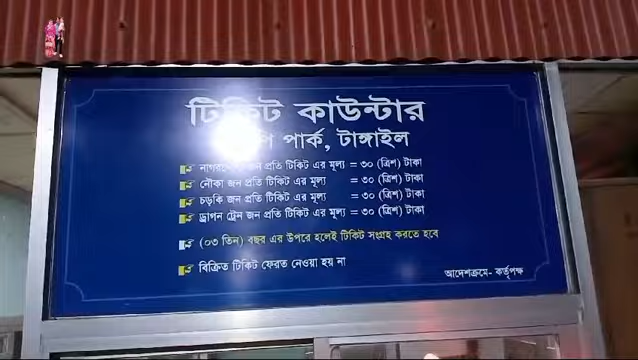 টিকিট কাউন্টার
পার্ক, টাঙ্গাইল
জন প্রতি টিকিট এর মূল্য = ৩০ (ত্রিশ) টাকা
নৌকা জন প্রতি টিকিট এর মূল্য = ৩০ (ত্রিশ) টাকা
চড়কি জন প্রতি টিকিট এর মূল্য = ৩০ (ত্রিশ) টাকা
ড্রাগন ট্রেন জন প্রতি টিকিট এর মূল্য = ৩০ (ত্রিশ) টাকা
(০৩ তিন) বছর এর উপরে হলেই টিকিট সংগ্রহ করতে হবে
বিক্রিত টিকিট ফেরত নেওয়া হয় না
আদেশক্রমে- কর্তৃপক্ষ